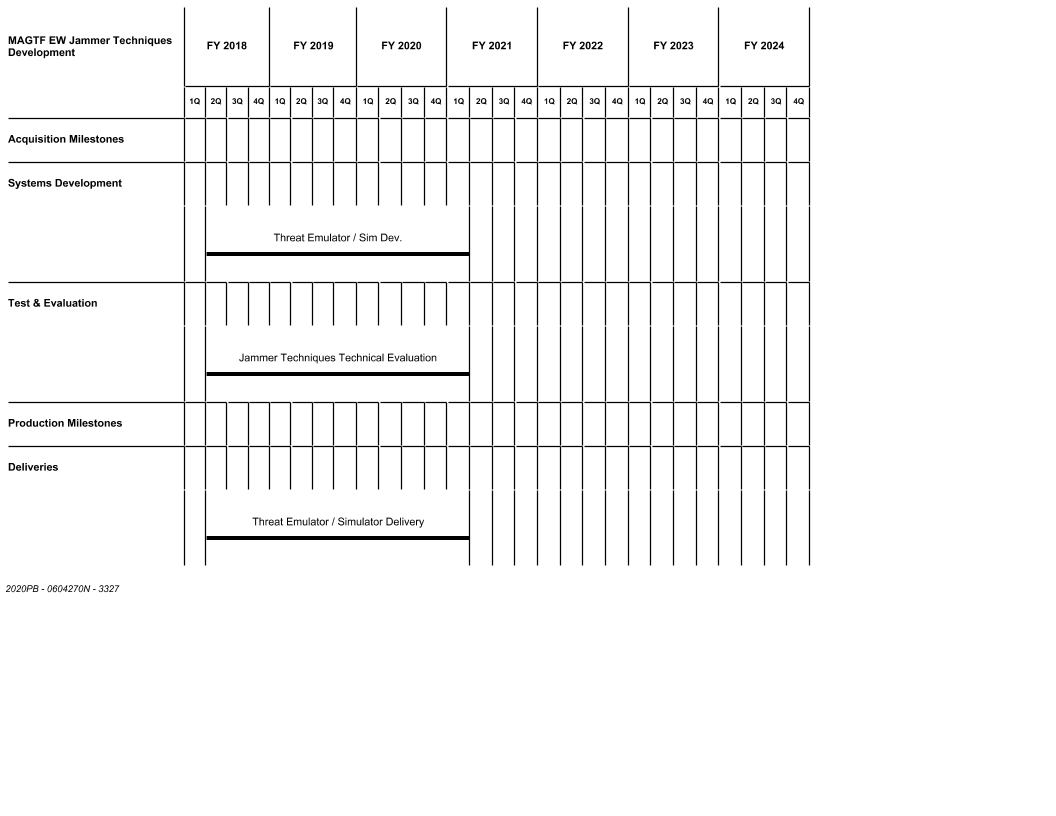 MAGTF EW Jammer Techniques
Development
FY 2018 FY 2019 FY 2020 FY 2021 FY 2022 FY 2023 FY 2024
1Q 2Q 3Q 4Q 1Q 2Q 3Q 4Q 1Q 2Q 3Q 4Q 1Q 2Q 3Q 4Q 1Q 2Q 3Q 4Q 1Q 2Q 3Q 4Q 1Q 2Q 3Q 4Q
Acquisition Milestones
Systems Development
Threat Emulator / Sim Dev.
Test & Evaluation
Jammer Techniques Technical Evaluation
Production Milestones
Deliveries
Threat Emulator / Simulator Delivery
2020PB - 0604270N - 3327